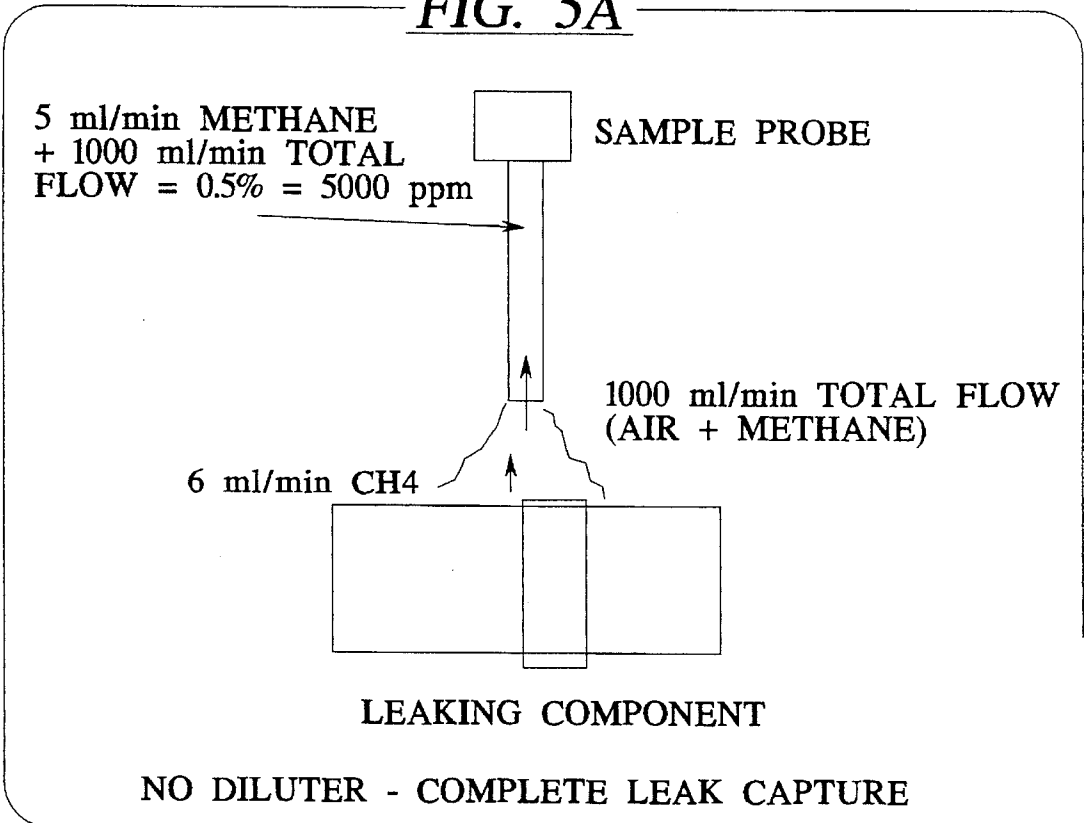 FIG. 5A
5 ml/min METHANE
+ 1000 ml/min TOTAL
FLOW = 0.5% = 5000 ppm
SAMPLE PROBE
1000 ml/min TOTAL FLOW
(AIR + METHANE)
6 ml/min CH4
LEAKING COMPONENT
NO DILUTER - COMPLETE LEAK CAPTURE